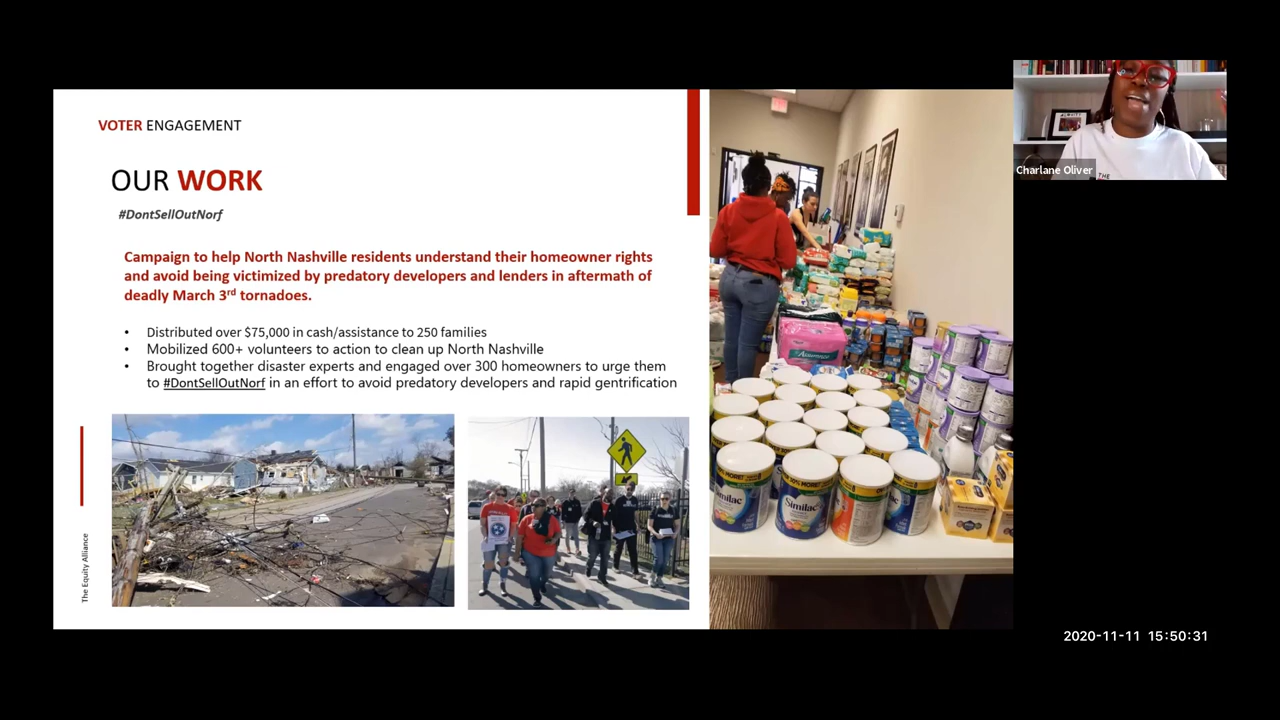 VOTER ENGAGEMENT
OUR WORK
#DontSellOutNorf
Campaign to help North Nashville residents understand their homeowner rights
and avoid being victimized by predatory developers and lenders in aftermath of
deadly March 3rd tornadoes.
• Distributed over $75,000 in cash/assistance to 250 families
• Mobilized 600+ volunteers to action to clean up North Nashville
• Brought together disaster experts and engaged over 300 homeowners to urge them
to #DontSellOutNorf in an effort to avoid predatory developers and rapid gentrification
The Equity Alliance
Assurance
Similac
Similac
Charlane Oliver
THE
2020-11-11 15:50:31